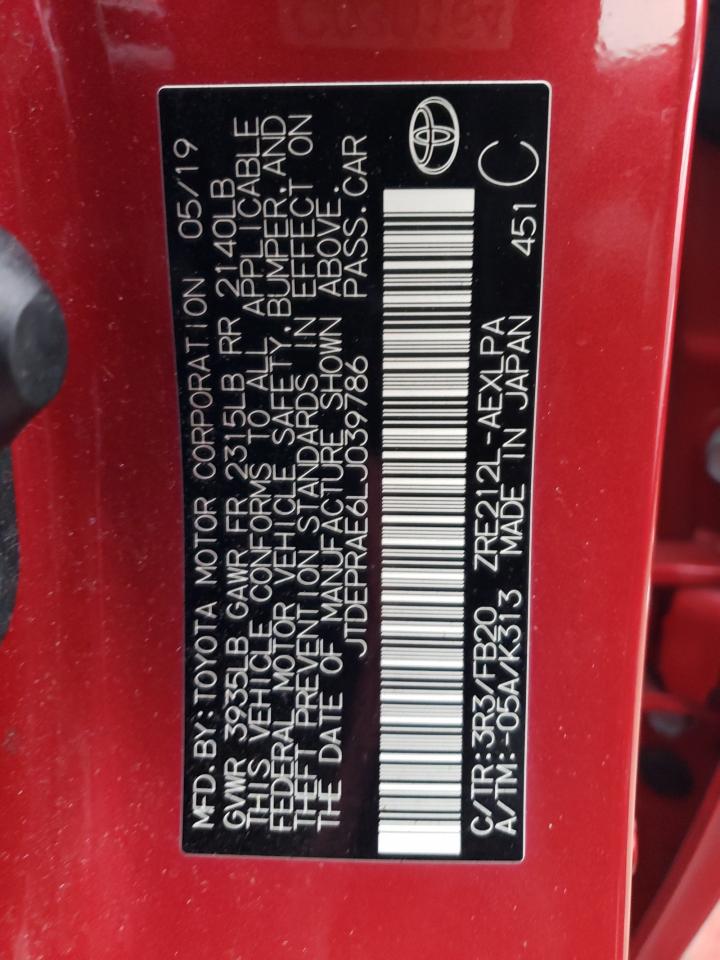 MFD. BY: TOYOTA MOTOR CORPORATION 05/19
GVWR 3935LB GAWR FR 2315LB RR 2140LB
THIS VEHICLE CONFORMS TO ALL APPLICABLE
FEDERAL MOTOR VEHICLE SAFETY, BUMPER, AND
THEFT PREVENTION STANDARDS IN EFFECT ON
THE DATE OF MANUFACTURE SHOWN ABOVE.
JTDEPRAE6LJ039786 PASS. CAR
C/TR: 3R3/FB20 ZRE212L-AEXLPA 451
A/TM: -05A/K313 MADE IN JAPAN C